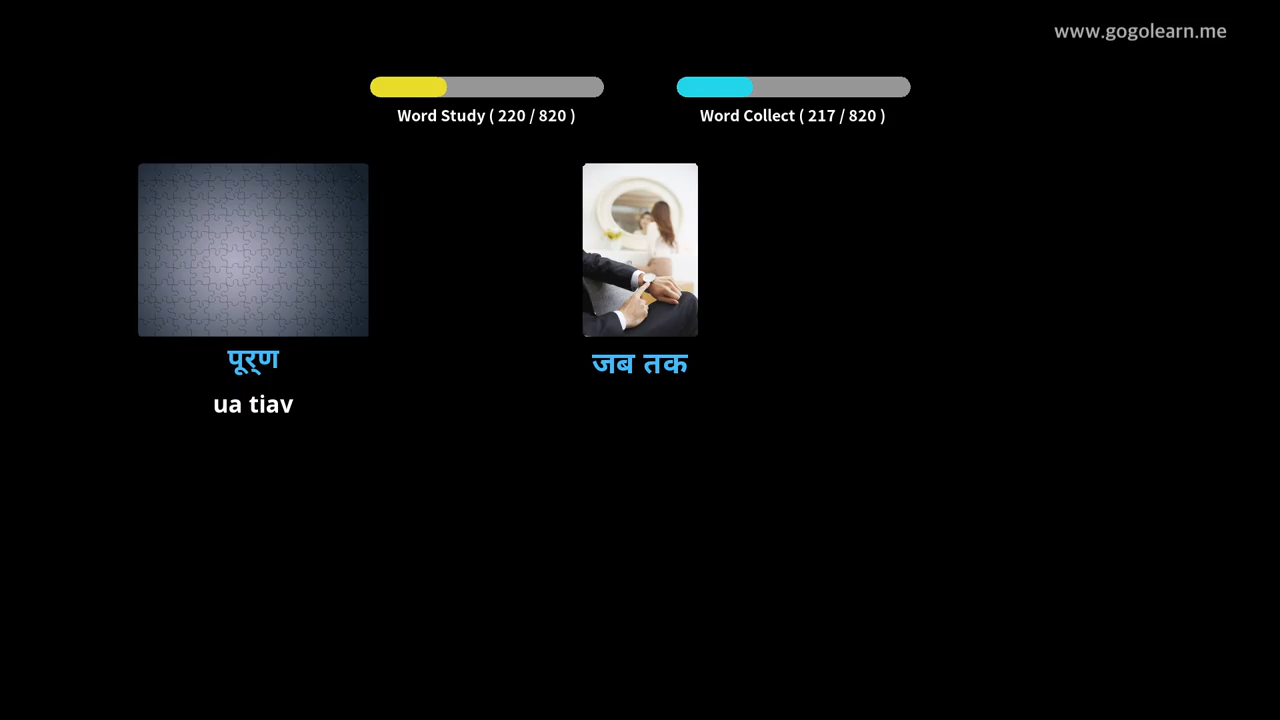 www.gogolearn.me
Word Study ( 220 / 820 )
Word Collect ( 217 / 820 )
पूर्ण
जब तक
ua tiav